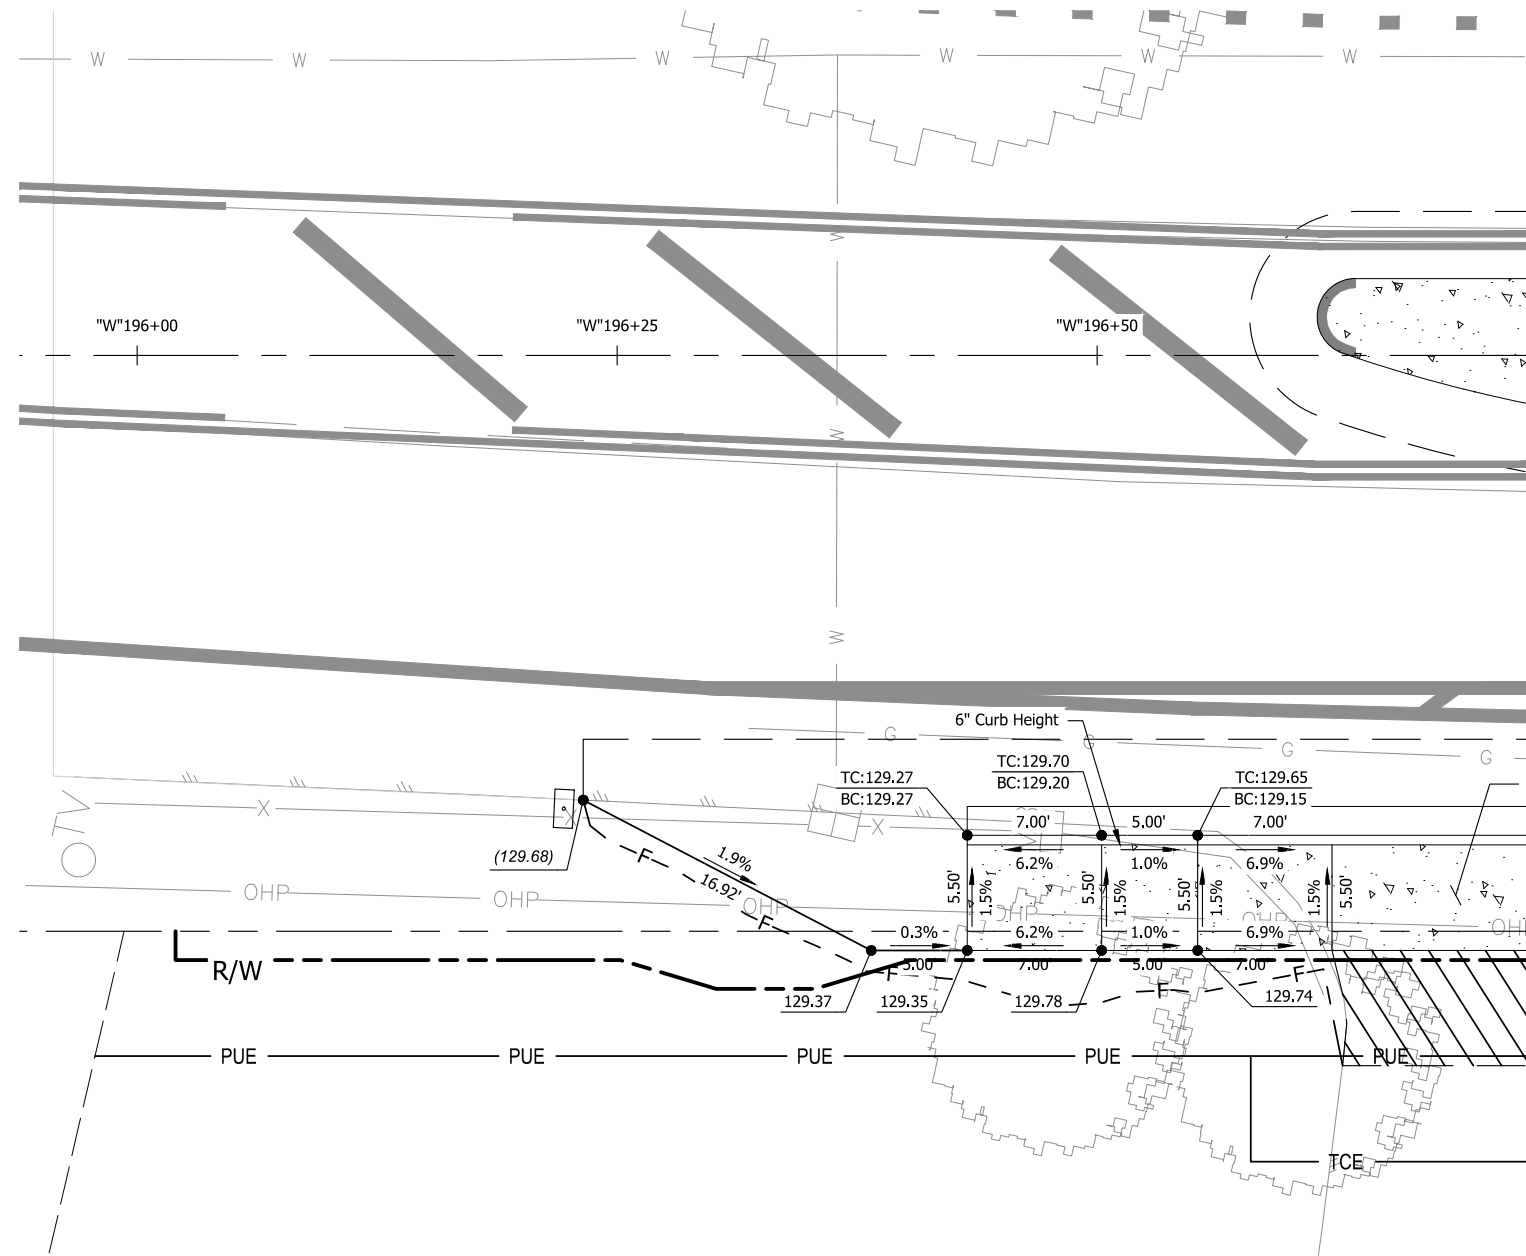 W W W W W W
W
"W"196+00 "W"196+25 "W"196+50
W
W
6" Curb Height
G G G G
TC:129.27
BC:129.27
TC:129.70
BC:129.20
TC:129.65
BC:129.15
X X X
7.00' 5.00' 7.00'
TV
(129.68)
F
1.9%
16.92'
6.2% 1.0% 6.9%
5.50' 1.5% 5.50' 1.5% 5.50' 1.5% 1.5% 5.50'
OHP OHP OHP OHP OHP OHP
F
0.3% 6.2% 1.0% 6.9%
R/W
5.00' 7.00' 5.00' 7.00'
F F F
129.37 129.35 129.78 129.74
PUE PUE PUE PUE PUE
TCE